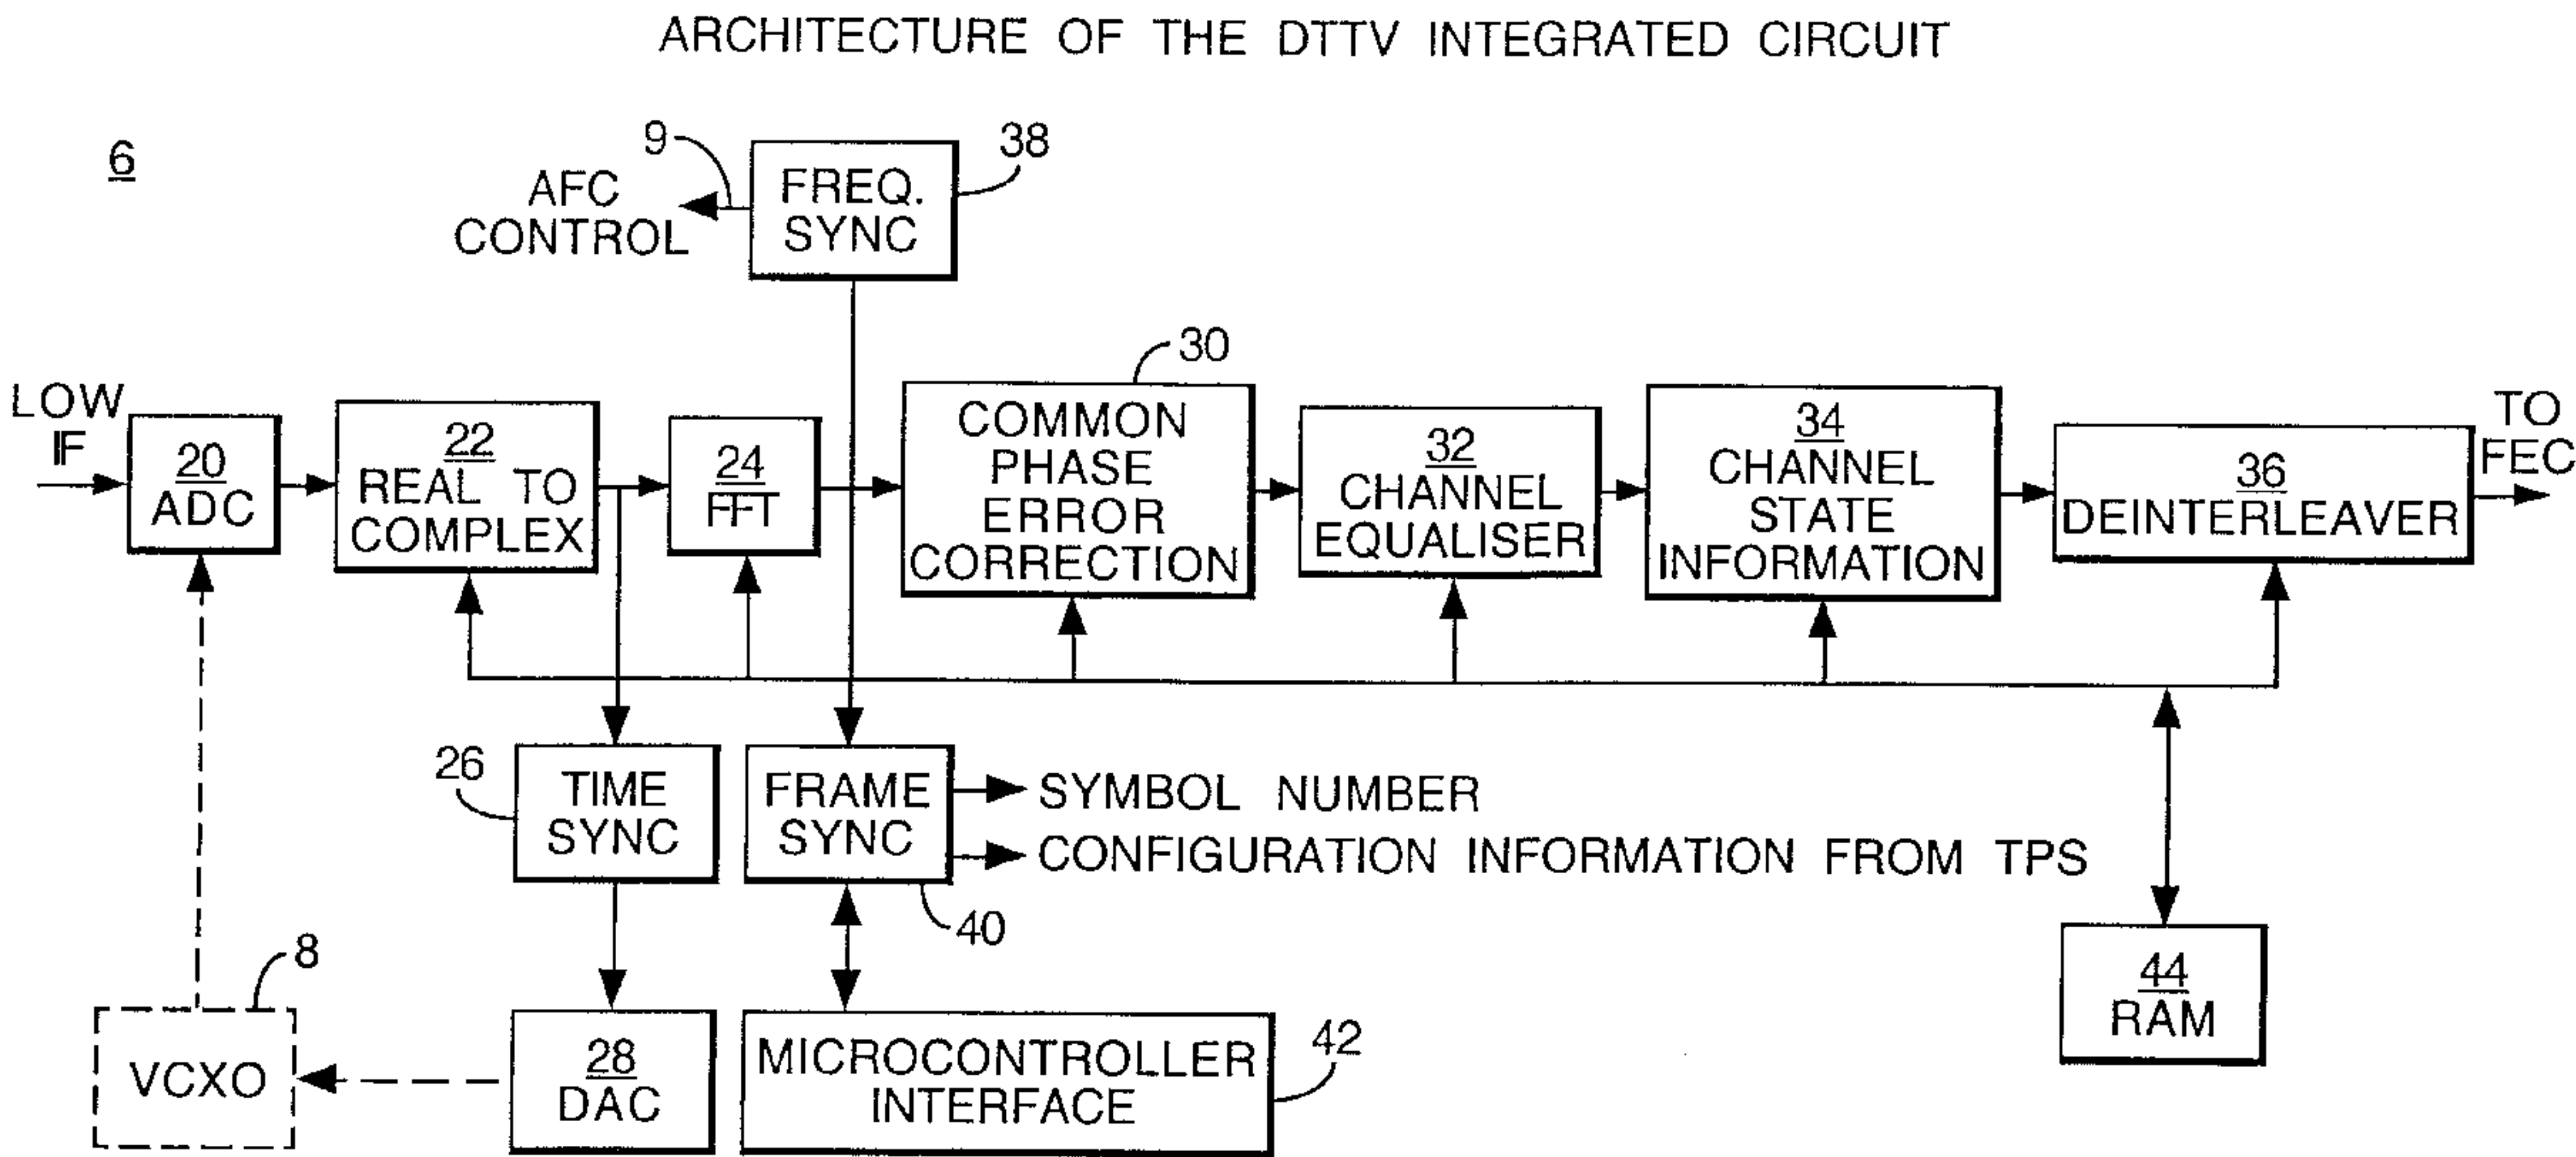 ARCHITECTURE OF THE DTTV INTEGRATED CIRCUIT
6
9
38
AFC
CONTROL
FREQ.
SYNC
30
LOW
IF
20
ADC
22
REAL TO
COMPLEX
24
FFT
COMMON
PHASE
ERROR
CORRECTION
32
CHANNEL
EQUALISER
34
CHANNEL
STATE
INFORMATION
36
DEINTERLEAVER
TO
FEC
26
TIME
SYNC
FRAME
SYNC
SYMBOL NUMBER
CONFIGURATION INFORMATION FROM TPS
40
8
VCXO
28
DAC
MICROCONTROLLER
INTERFACE
42
44
RAM